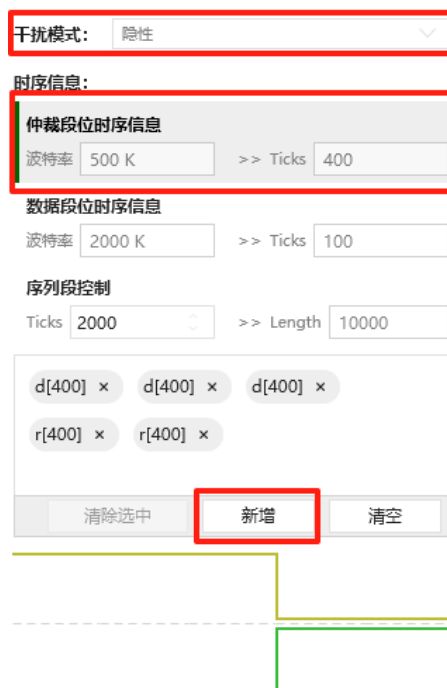 干扰模式： 隐性
时序信息：
仲裁段位时序信息
波特率 500 K >> Ticks 400
数据段位时序信息
波特率 2000 K >> Ticks 100
序列段控制
Ticks 2000 >> Length 10000
d[400] × d[400] × d[400] ×
r[400] × r[400] ×
清除选中 新增 清空